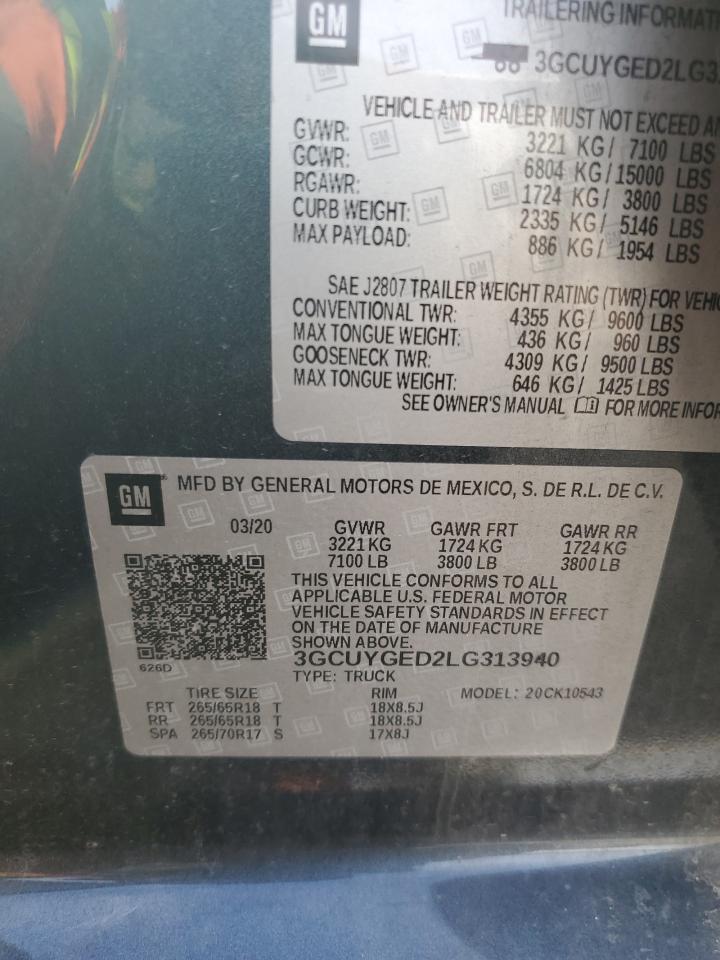 GM
TRAILERING
3GCUYGED2LG3
VEHICLE AND TRAILER MUST NOT EXCEED
GVWR: 3221 KG/ 7100 LBS
GCWR: 6804 KG/15000 LBS
RGAWR: 1724 KG/ 3800 LBS
CURB WEIGHT: 2335 KG/ 5146 LBS
MAX PAYLOAD: 886 KG/ 1954 LBS
SAE J2807 TRAILER WEIGHT RATING (TWR) FOR
CONVENTIONAL TWR: 4355 KG/ 9600 LBS
MAX TONGUE WEIGHT: 436 KG/ 960 LBS
GOOSENECK TWR: 4309 KG/ 9500 LBS
MAX TONGUE WEIGHT: 646 KG/ 1425 LBS
SEE OWNER'S MANUAL FOR MORE
GM® MFD BY GENERAL MOTORS DE MEXICO, S. DE R.L. DE C.V.
03/20 GVWR GAWR FRT GAWR RR
3221 KG 1724 KG 1724 KG
7100 LB 3800 LB 3800 LB
THIS VEHICLE CONFORMS TO ALL
APPLICABLE U.S. FEDERAL MOTOR
VEHICLE SAFETY STANDARDS IN EFFECT
ON THE DATE OF MANUFACTURE
SHOWN ABOVE.
626D 3GCUYGED2LG313940
TYPE: TRUCK
TIRE SIZE RIM MODEL: 20CK10543
FRT 265/65R18 T 18X8.5J
RR 265/65R18 T 18X8.5J
SPA 265/70R17 S 17X8J